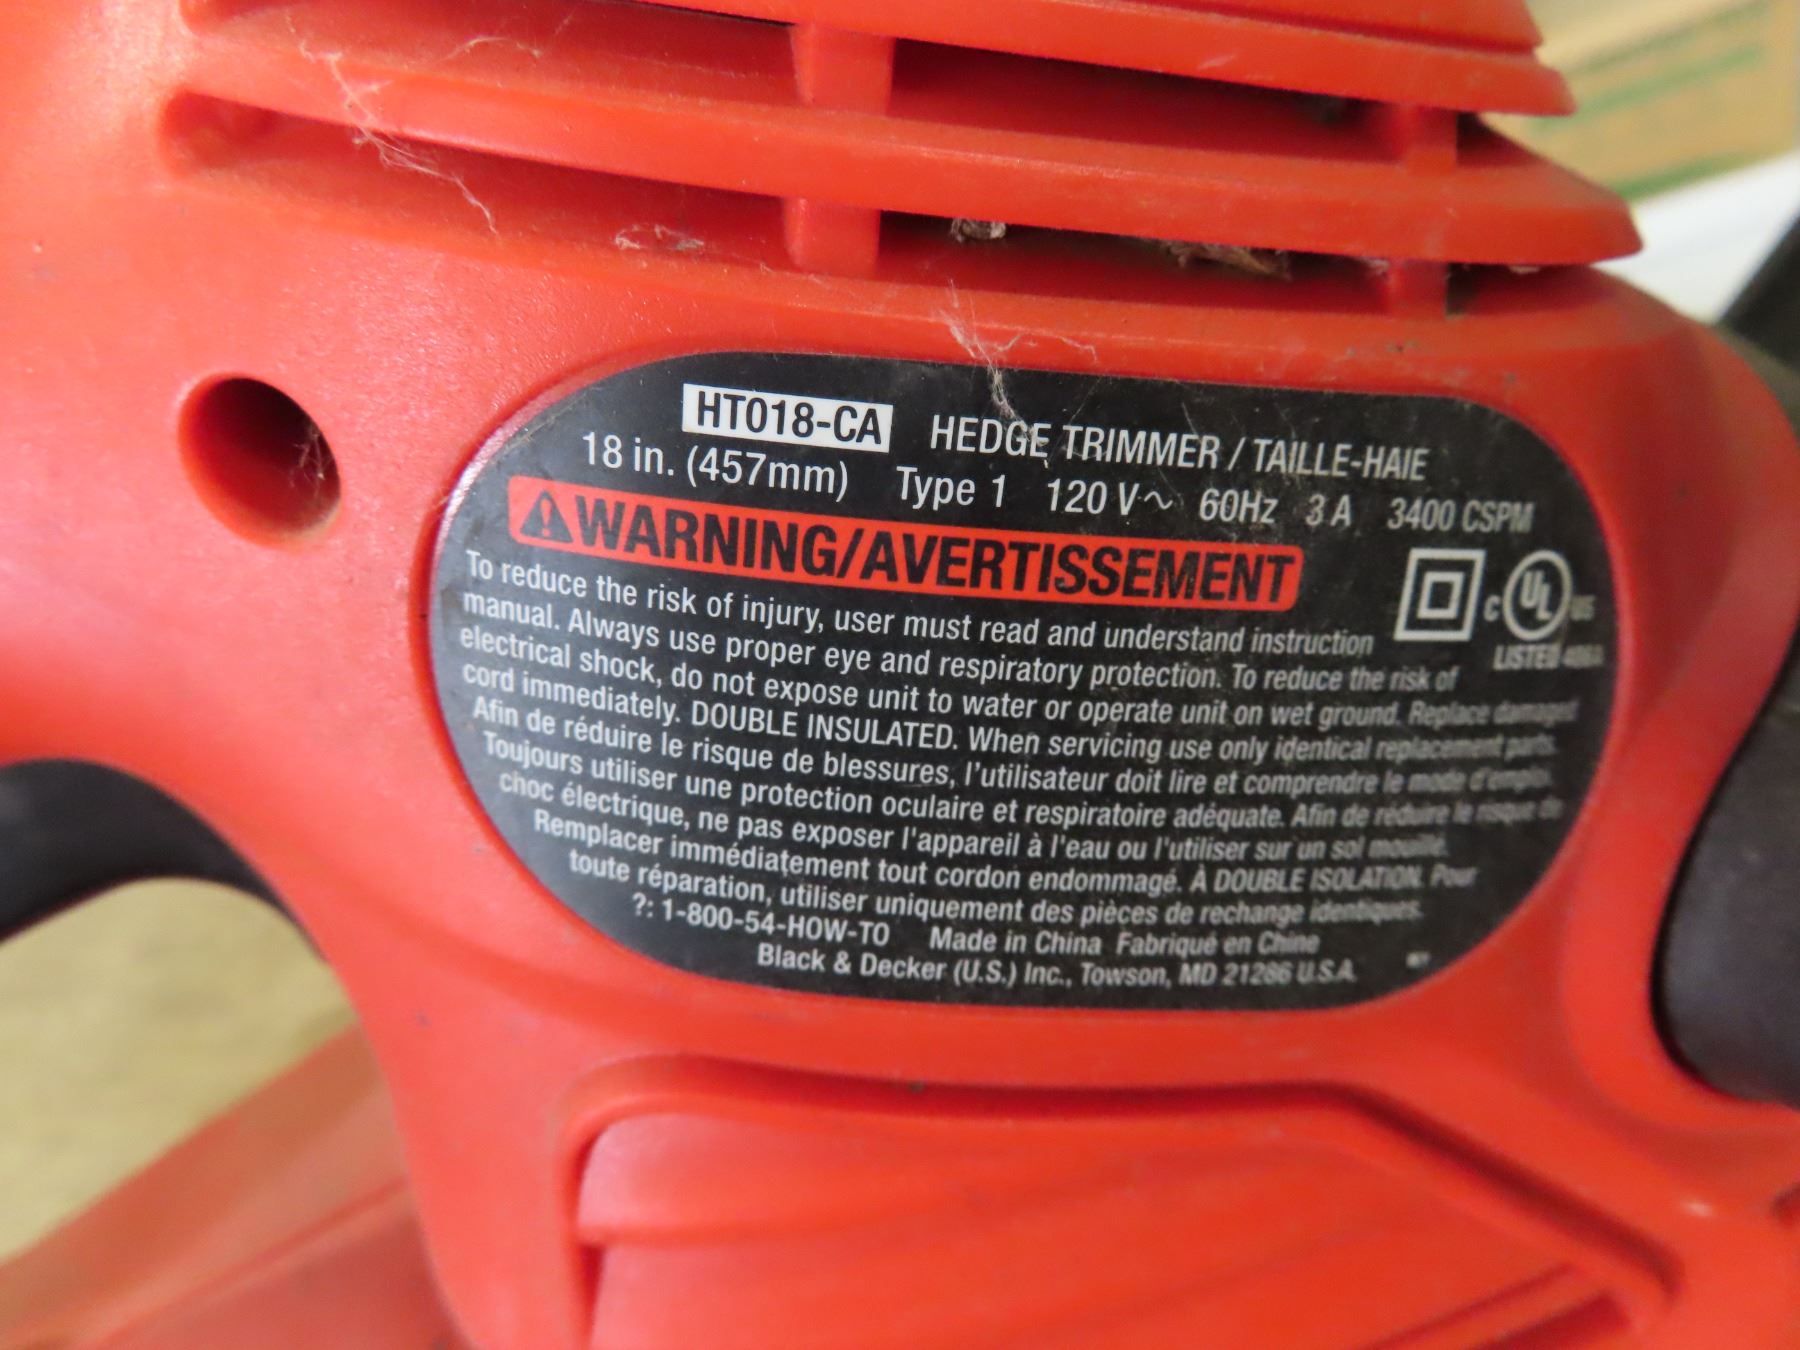 HT018-CA HEDGE TRIMMER / TAILLE-HAIE
18 in. (457mm) Type 1 120 V~ 60Hz 3 A 3400 CSPM
WARNING/AVERTISSEMENT
To reduce the risk of injury, user must read and understand instruction
manual. Always use proper eye and respiratory protection. To reduce the risk of
electrical shock, do not expose unit to water or operate unit on wet ground. Replace damaged
cord immediately. DOUBLE INSULATED. When servicing use only identical replacement parts.
Afin de réduire le risque de blessures, l'utilisateur doit lire et comprendre le mode d'emploi.
Toujours utiliser une protection oculaire et respiratoire adéquate. Afin de réduire le risque de
choc électrique, ne pas exposer l'appareil à l'eau ou l'utiliser sur un sol mouillé.
Remplacer immédiatement tout cordon endommagé. À DOUBLE ISOLATION. Pour
toute réparation, utiliser uniquement des pièces de rechange identiques.
?: 1-800-54-HOW-TO Made in China Fabriqué en Chine
Black & Decker (U.S.) Inc., Towson, MD 21286 U.S.A.
C UL US
LISTED